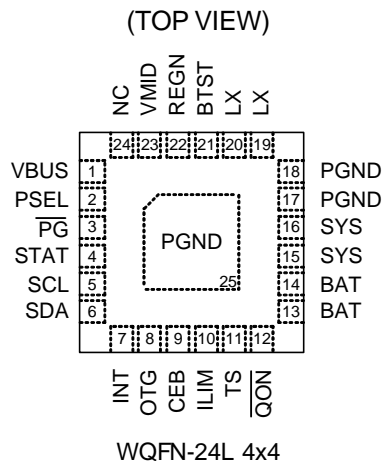 (TOP VIEW)
NC VMID REGN BTST LX LX
24 23 22 21 20 19
VBUS 1 18 PGND
PSEL 2 17 PGND
PG 3 16 SYS
STAT 4 15 SYS
SCL 5 14 BAT
SDA 6 13 BAT
PGND
25
7 8 9 10 11 12
INT OTG CEB ILIM TS QON
WQFN-24L 4x4